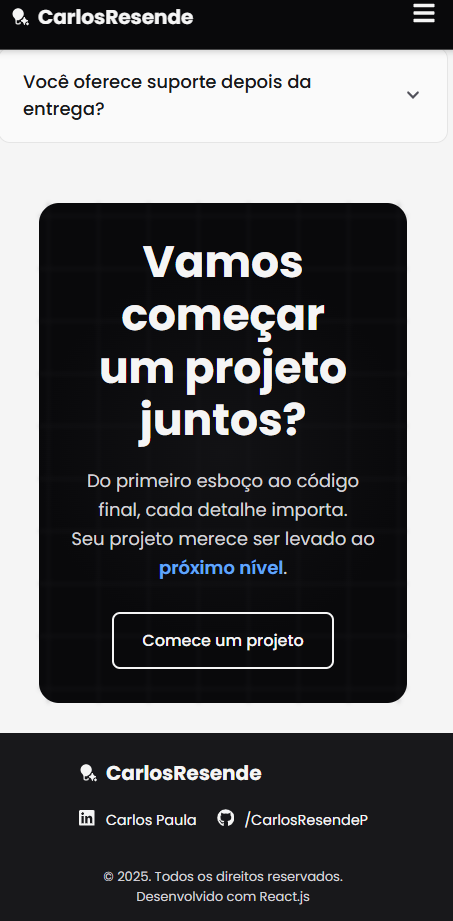 CarlosResende
Você oferece suporte depois da
entrega?
Vamos
começar
um projeto
juntos?
Do primeiro esboço ao código
final, cada detalhe importa.
Seu projeto merece ser levado ao
próximo nível.
Comece um projeto
CarlosResende
Carlos Paula /CarlosResendeP
© 2025. Todos os direitos reservados.
Desenvolvido com React.js